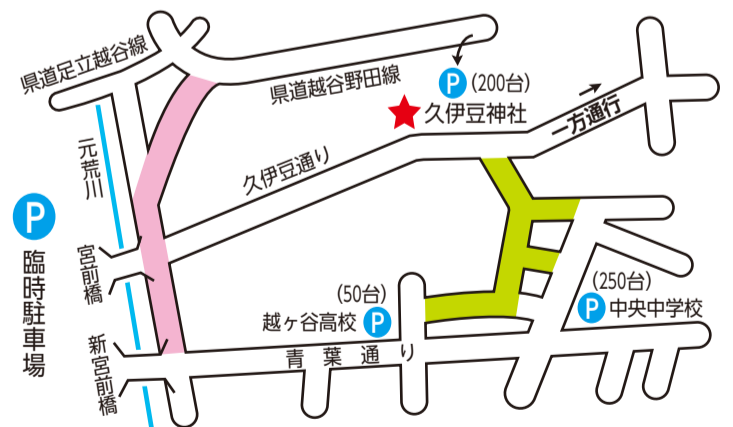 県道足立越谷線
県道越谷野田線
P (200台)
久伊豆神社
一方通行
元荒川
久伊豆通り
P
臨時駐車場
宮前橋
新宮前橋
(50台)
越ヶ谷高校 P
(250台)
P 中央中学校
青葉通り